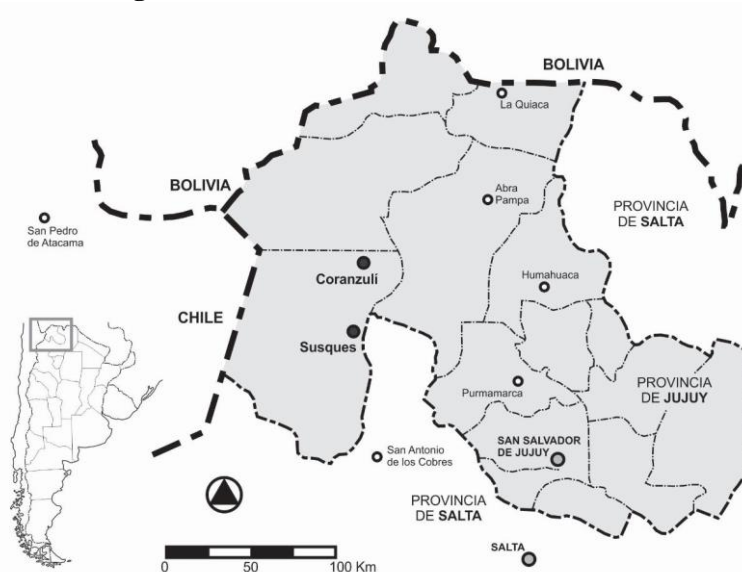 BOLIVIA
La Quiaca
BOLIVIA
Abra
Pampa
PROVINCIA
DE SALTA
San Pedro
de Atacama
Coranzulí
Humahuaca
CHILE
Susques
Purmamarca
PROVINCIA
DE JUJUY
SAN SALVADOR
DE JUJUY
San Antonio
de los Cobres
PROVINCIA
DE SALTA
SALTA
0 50 100 Km